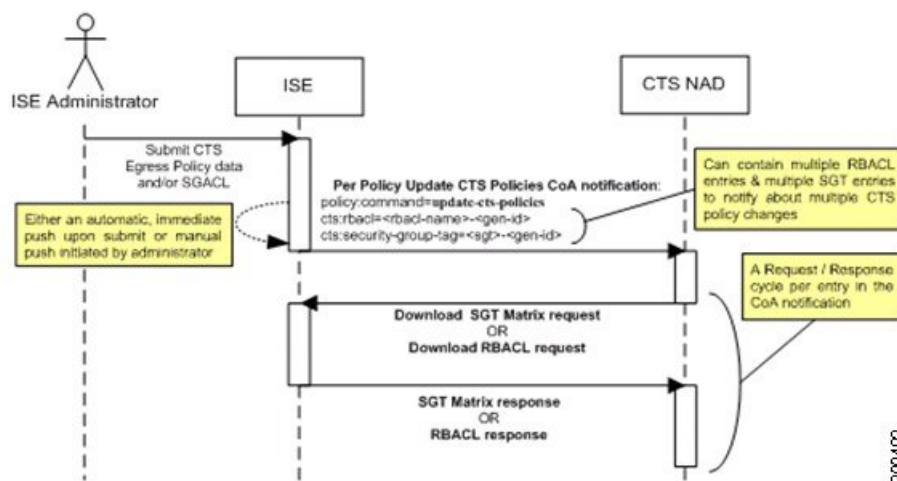 ISE Administrator
ISE
CTS NAD
Submit CTS
Egress Policy data
and/or SGACL
Per Policy Update CTS Policies CoA notification:
policy:command=update-cts-policies
cts:rbacl=<rbacl-name>-<gen-id>
cts:security-group-tag=<sgt>-<gen-id>
Can contain multiple RBACL
entries & multiple SGT entries
to notify about multiple CTS
policy changes
Either an automatic, immediate
push upon submit or manual
push initiated by administrator
A Request / Response
cycle per entry in the
CoA notification
Download SGT Matrix request
OR
Download RBACL request
SGT Matrix response
OR
RBACL response